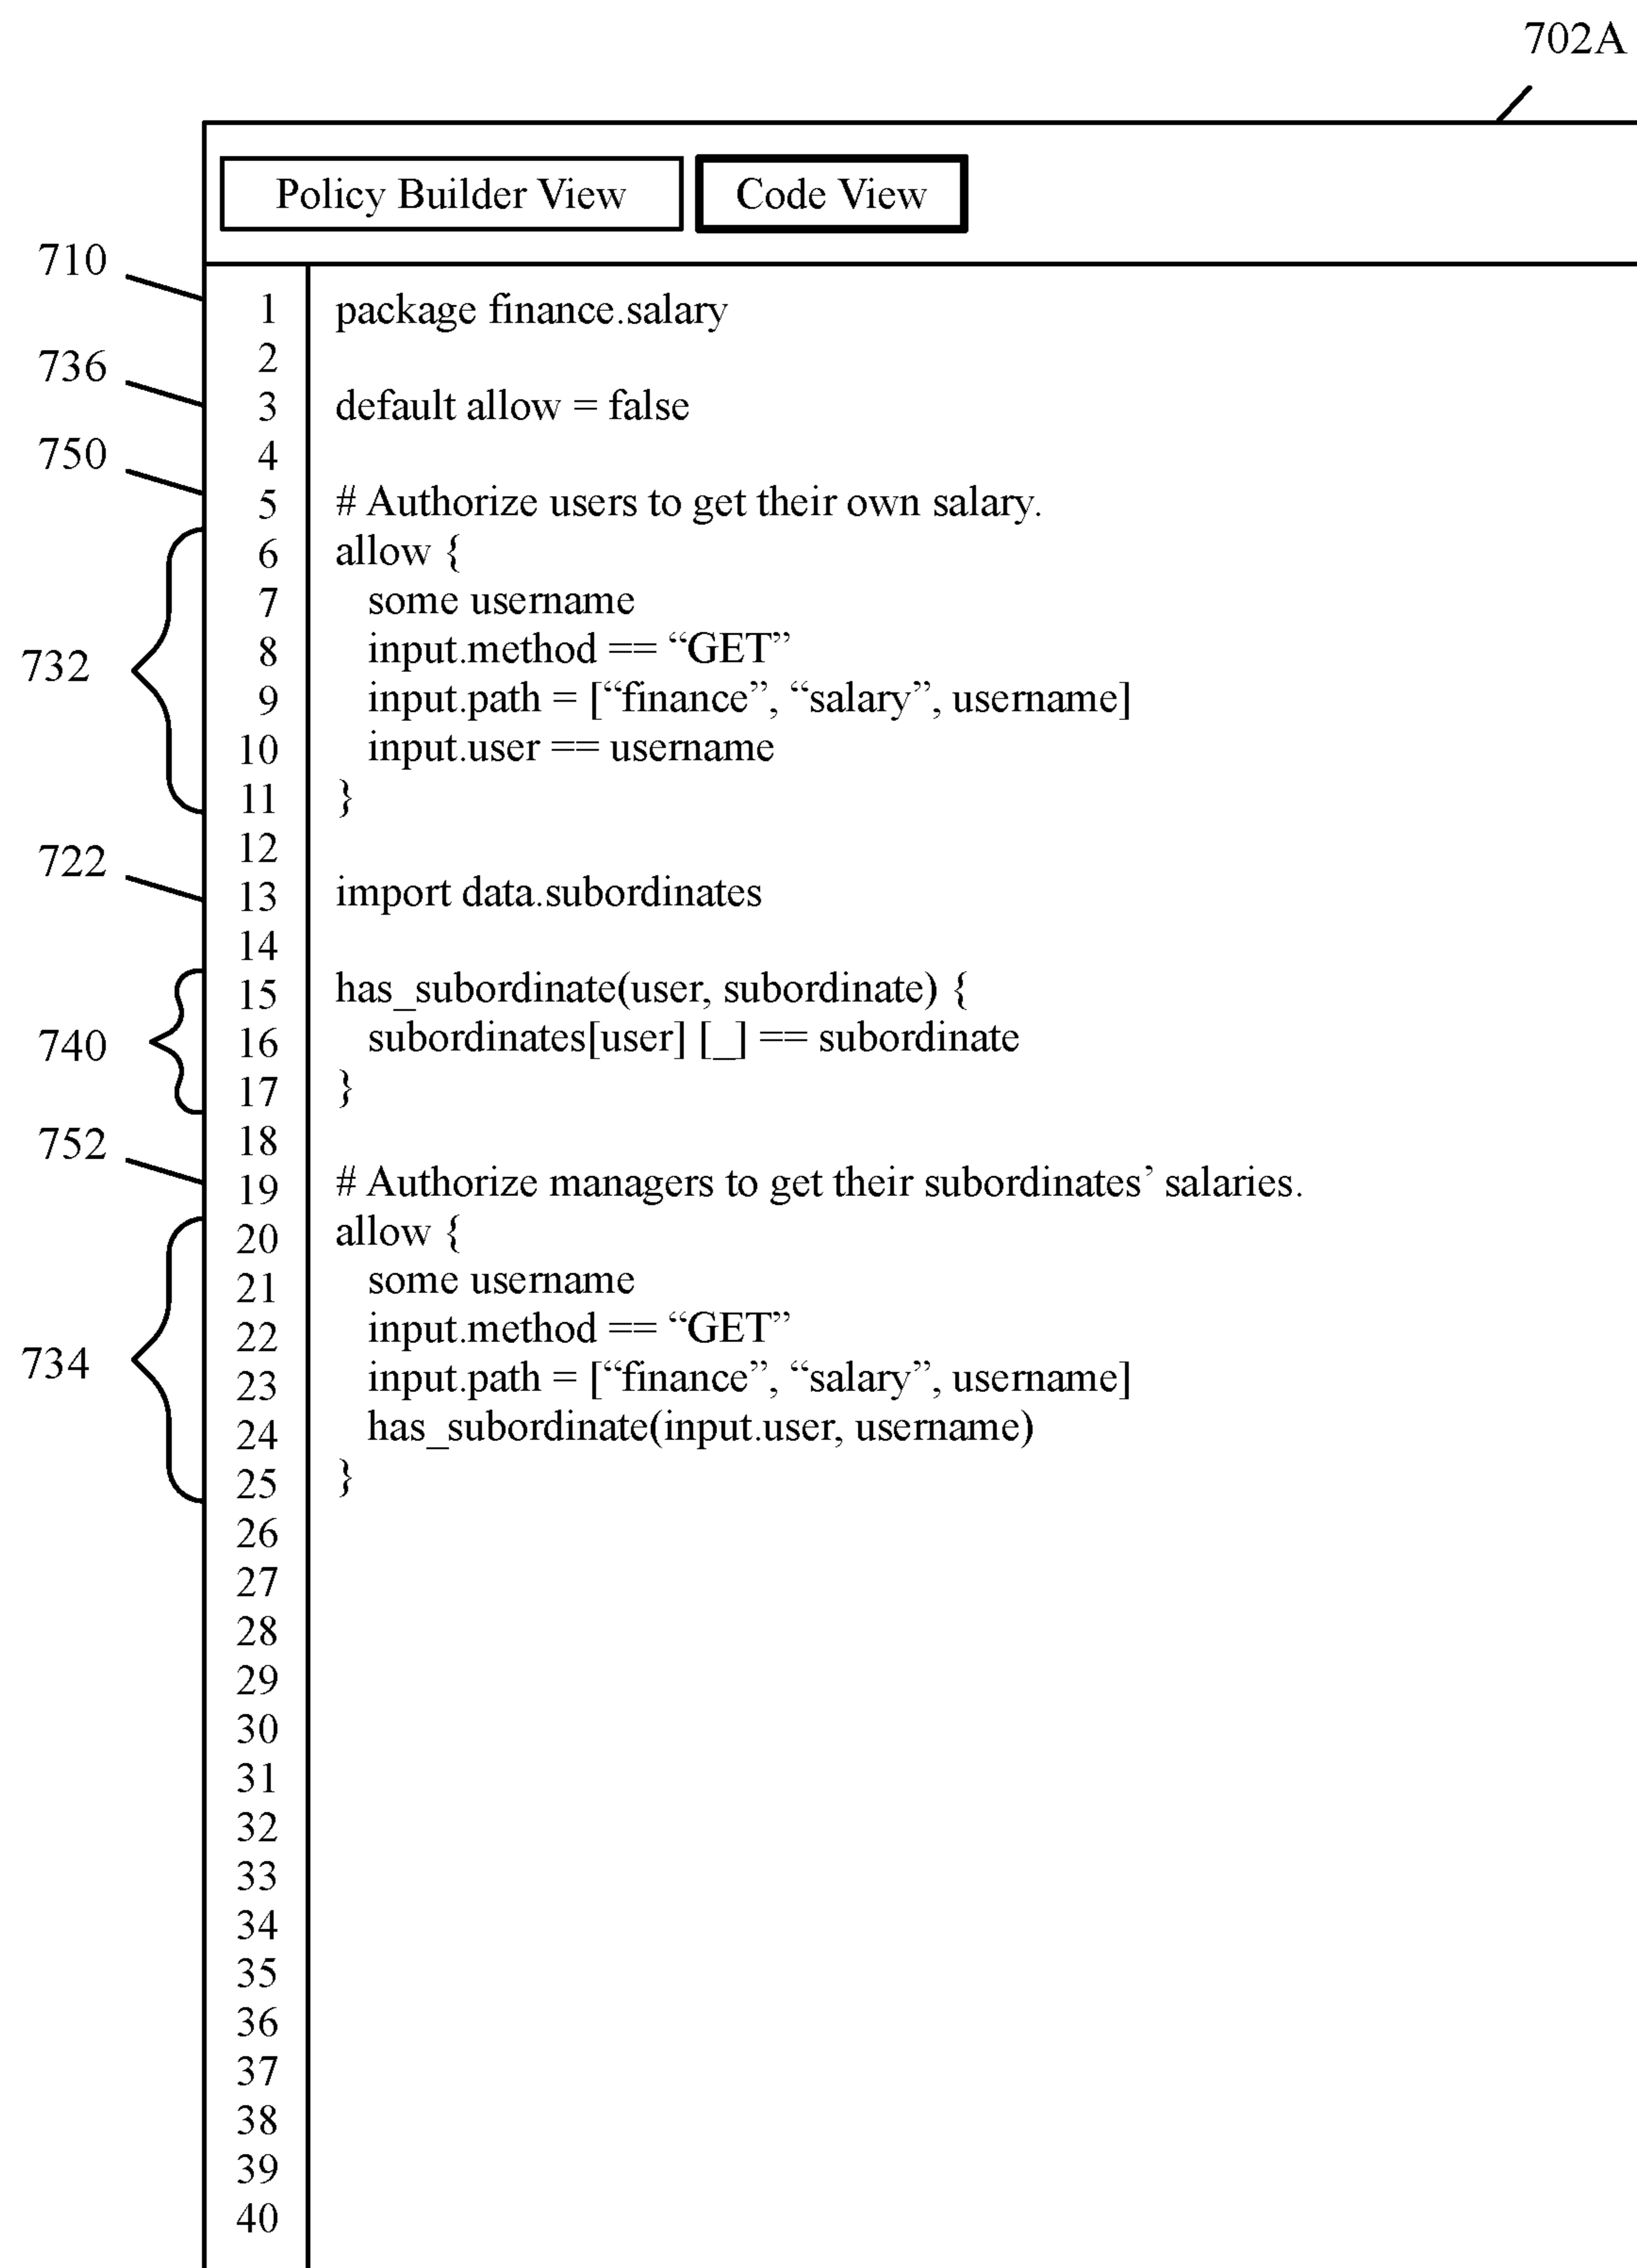 702A
Policy Builder View Code View
710
1 package finance.salary
2
736
3 default allow = false
750
4
5 # Authorize users to get their own salary.
6 allow {
7 some username
732
8 input.method == “GET”
9 input.path = [“finance”, “salary”, username]
10 input.user == username
11 }
12
722
13 import data.subordinates
14
15 has_subordinate(user, subordinate) {
740
16 subordinates[user] [_] == subordinate
17 }
752
18
19 # Authorize managers to get their subordinates’ salaries.
20 allow {
21 some username
22 input.method == “GET”
734
23 input.path = [“finance”, “salary”, username]
24 has_subordinate(input.user, username)
25 }
26
27
28
29
30
31
32
33
34
35
36
37
38
39
40